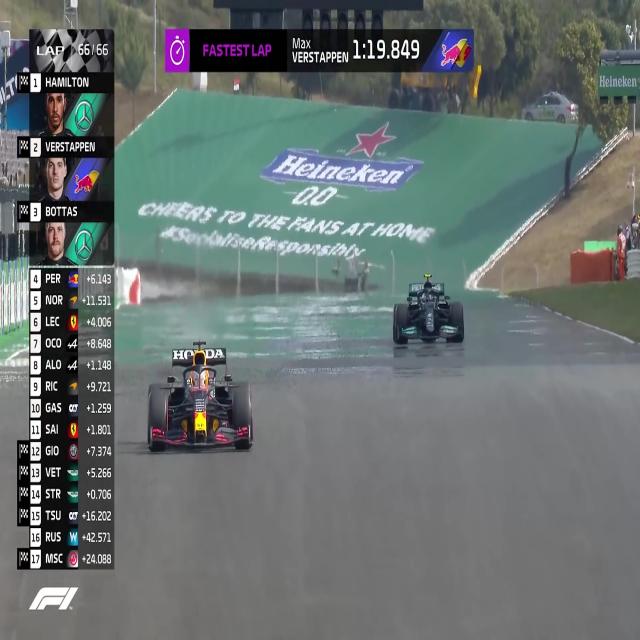 LAP 66/66
FASTEST LAP Max VERSTAPPEN 1:19.849
1 HAMILTON
2 VERSTAPPEN
3 BOTTAS
4 PER +6.143
5 NOR +11.531
6 LEC +4.006
7 OCO +8.648
8 ALO +1.148
9 RIC +9.721
10 GAS +1.259
11 SAI +1.801
12 GIO +7.374
13 VET +5.266
14 STR +0.706
15 TSU +16.202
16 RUS +42.571
17 MSC +24.088
Heineken
Heineken
0.0
CHEERS TO THE FANS AT HOME
#SocialiseResponsibly
HONDA
F1